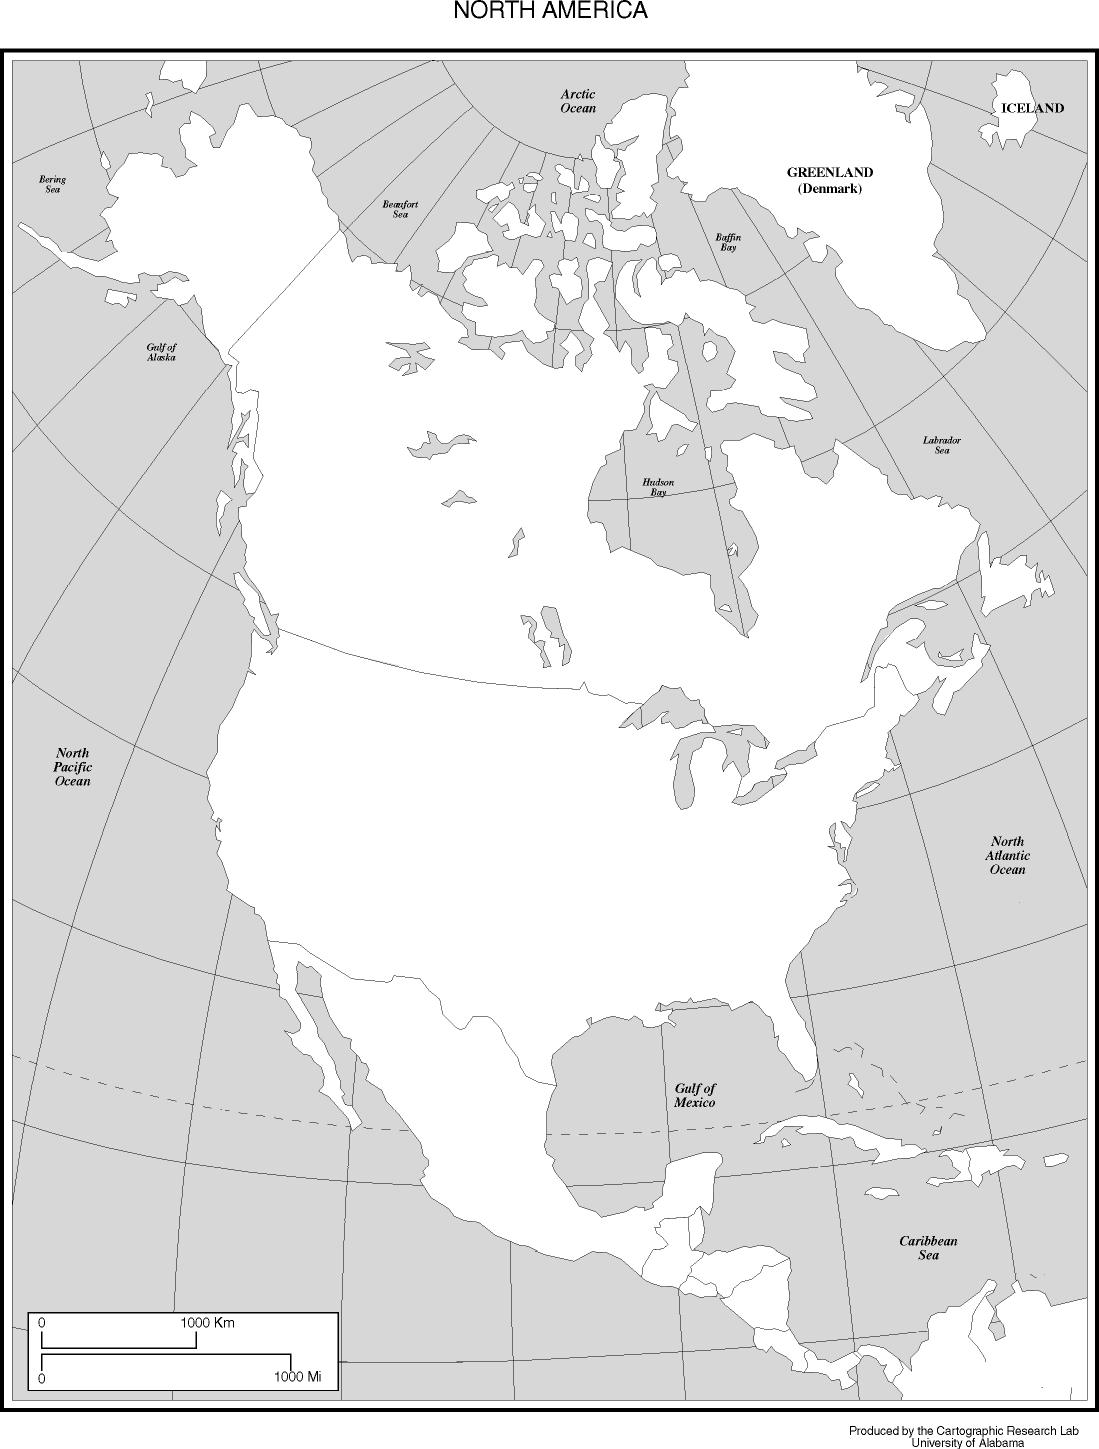 NORTH AMERICA
Arctic
Ocean
ICELAND
GREENLAND
(Denmark)
Bering
Sea
Beaufort
Sea
Baffin
Bay
Gulf of
Alaska
Labrador
Sea
Hudson
Bay
North
Pacific
Ocean
North
Atlantic
Ocean
Gulf of
Mexico
Caribbean
Sea
0 1000 Km
0 1000 Mi
Produced by the Cartographic Research Lab
University of Alabama